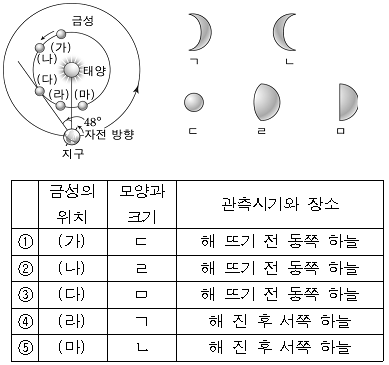 금성
(가)
(나)
태양
(다)
(라) (마)
48°
자전 방향
지구
ㄱ ㄴ
ㄷ ㄹ ㅁ
금성의 위치 모양과 크기 관측시기와 장소
① (가) ㄷ 해 뜨기 전 동쪽 하늘
② (나) ㄹ 해 뜨기 전 동쪽 하늘
③ (다) ㅁ 해 뜨기 전 동쪽 하늘
④ (라) ㄱ 해 진 후 서쪽 하늘
⑤ (마) ㄴ 해 진 후 서쪽 하늘